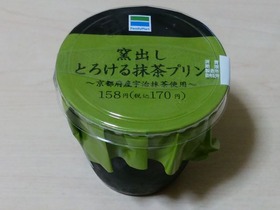 FamilyMart
窯出し
とろける抹茶プリン
～京都府産宇治抹茶使用～
158円(税込170円)